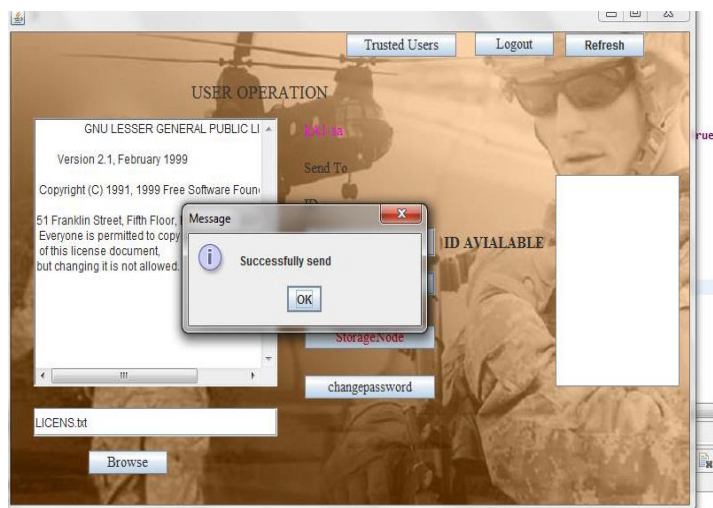 Trusted Users
Logout
Refresh
USER OPERATION
GNU LESSER GENERAL PUBLIC LI
Version 2.1, February 1999
Copyright (C) 1991, 1999 Free Software Foun
51 Franklin Street, Fifth Floor,
Everyone is permitted to copy
of this license document,
but changing it is not allowed.
Send To
ID
Message
Successfully send
OK
ID AVIALABLE
StorageNode
changepassword
LICENS.txt
Browse
rue